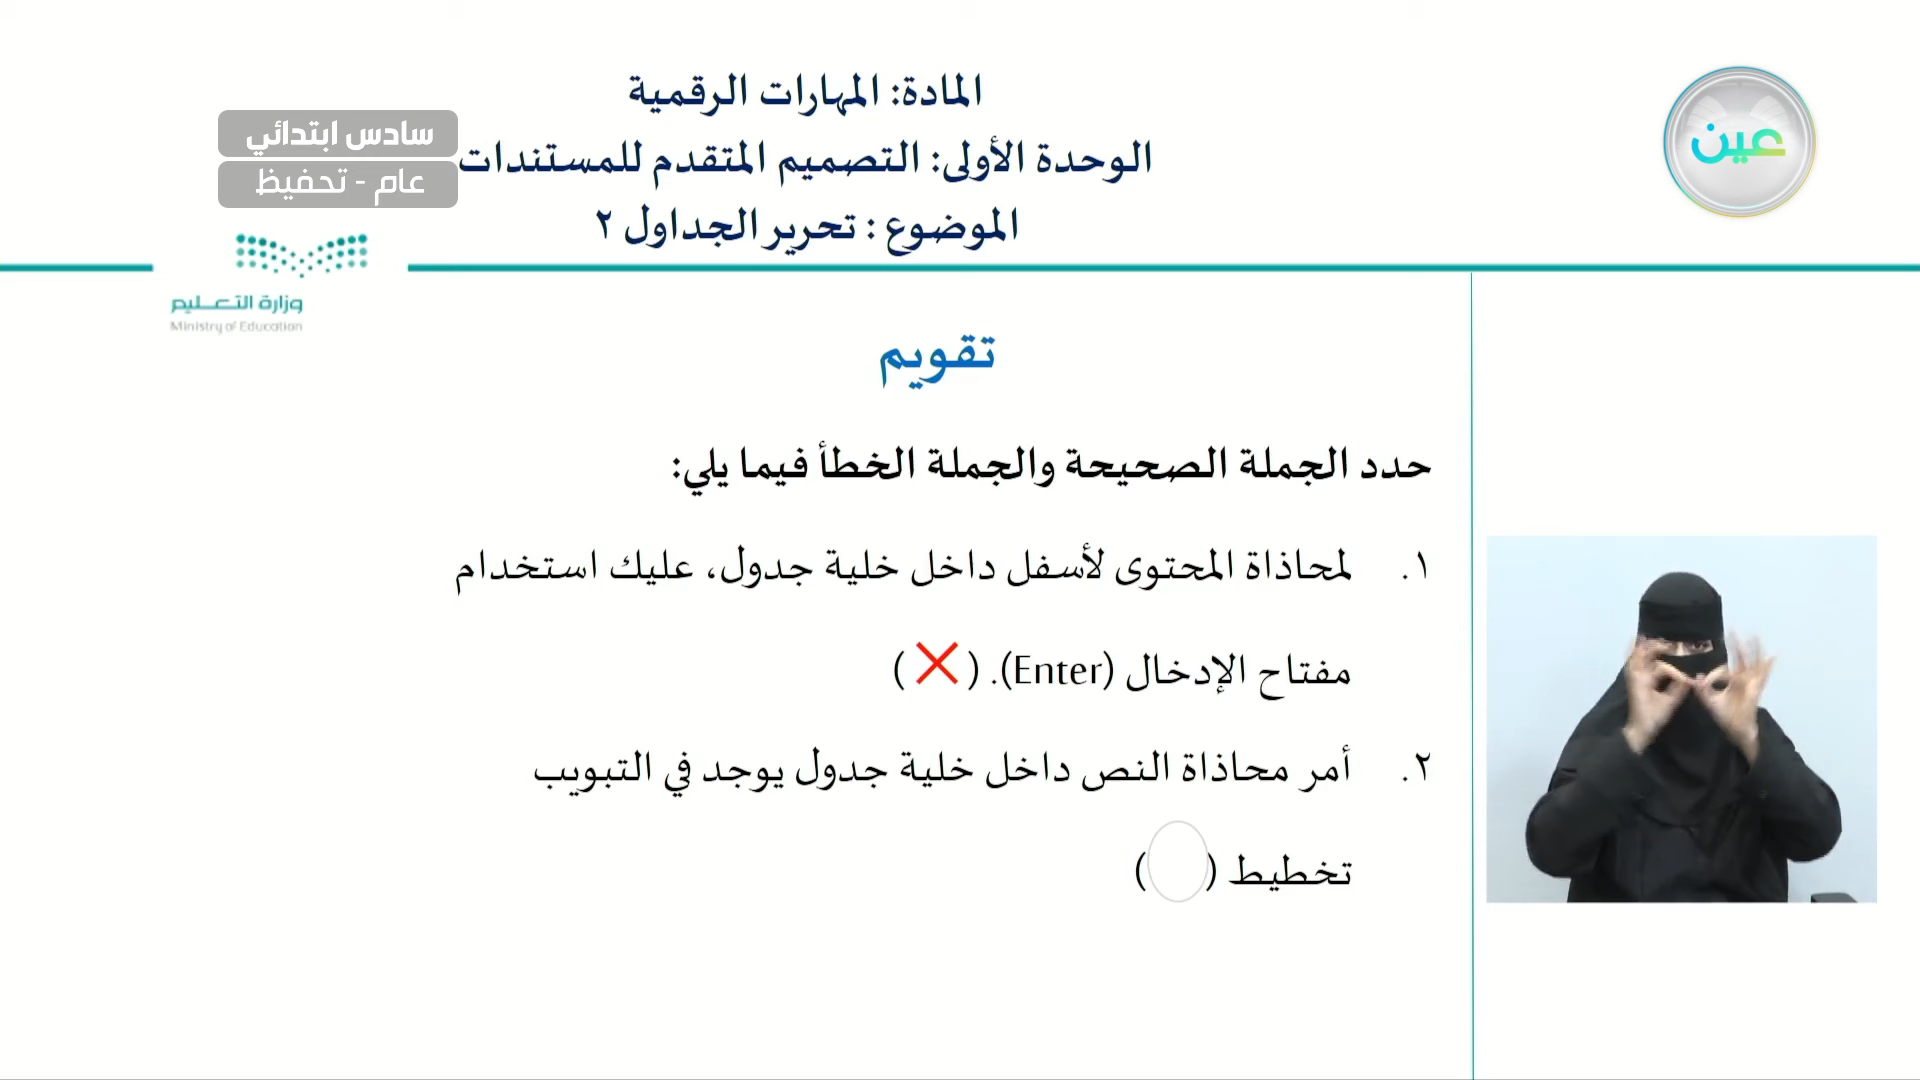 المادة: المهارات الرقمية
الوحدة الأولى: التصميم المتقدم للمستندات
الموضوع : تحرير الجداول ٢
سادس ابتدائي
عام - تحفيظ
عين
وزارة التعليم
Ministry of Education
تقويم
حدد الجملة الصحيحة والجملة الخطأ فيما يلي:
١. لمحاذاة المحتوى لأسفل داخل خلية جدول، عليك استخدام
مفتاح الإدخال (Enter). (❌)
٢. أمر محاذاة النص داخل خلية جدول يوجد في التبويب
تخطيط ( )